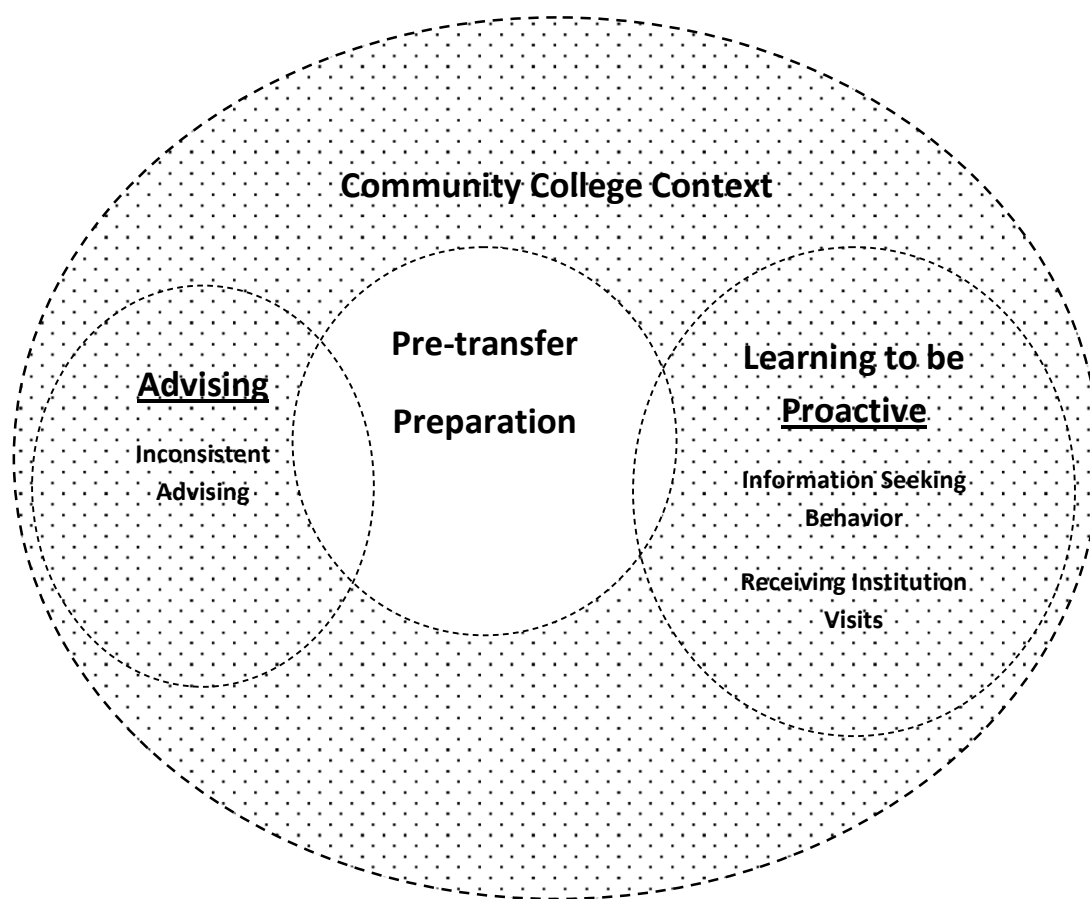 Community College Context
Pre-transfer
Preparation
Advising
Inconsistent
Advising
Learning to be
Proactive
Information Seeking
Behavior
Receiving Institution
Visits